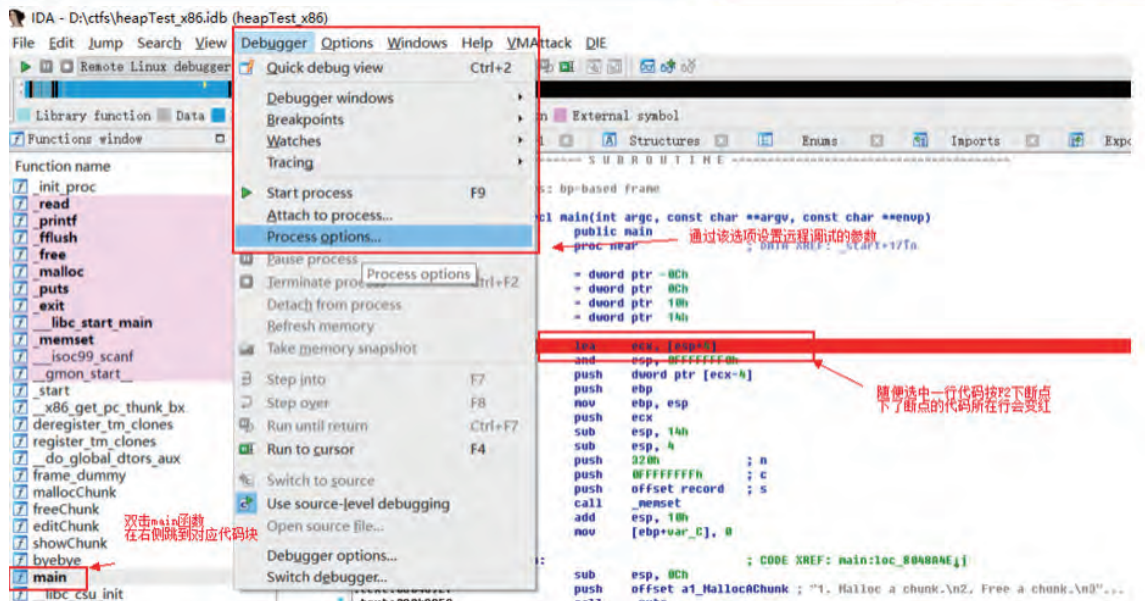 IDA - D:\ctfs\heapTest_x86.idb (heapTest_x86)
File Edit Jump Search View Debugger Options Windows Help VMAttack DIE
Remote Linux debugger
Quick debug view Ctrl+2
Debugger windows
Breakpoints
Watches
Tracing
Start process F9
Attach to process...
Process options...
Pause process
Process options
Terminate Ctrl+F2
Detach from process
Refresh memory
Take memory snapshot
Step into F7
Step over F8
Run until return Ctrl+F7
Run to cursor F4
Switch to source
Use source-level debugging
Open source file...
Debugger options...
Switch debugger...
Library function Data
External symbol
Functions window
Structures Enums Imports
Function name
_init_proc
_read
_printf
_fflush
_free
_malloc
_puts
_exit
__libc_start_main
_memset
___isoc99_scanf
__gmon_start__
_start
__x86_get_pc_thunk_bx
deregister_tm_clones
register_tm_clones
__do_global_dtors_aux
frame_dummy
mallocChunk
freeChunk
editChunk
showChunk
byebye
main
__libc_csu_init
双击main函数
在右侧跳到对应代码块
S U B R O U T I N E
bp-based frame
main(int argc, const char **argv, const char **envp)
public main
proc near ; DATA XREF: _start+17↑o
通过该选项设置远程调试的参数
= dword ptr -0Ch
= dword ptr 0Ch
= dword ptr 10h
= dword ptr 14h
lea ecx, [esp+4]
and esp, 0FFFFFFF0h
push dword ptr [ecx-4]
push ebp
mov ebp, esp
push ecx
sub esp, 14h
sub esp, 4
push 320h ; n
push 0FFFFFFFFh ; c
push offset record ; s
call _memset
add esp, 10h
mov [ebp+var_C], 0
随便选中一行代码按F2下断点
下了断点的代码所在行会变红
; CODE XREF: main:loc_804804E↓j
sub esp, 0Ch
push offset a1_MallocAChunk ; "1. Malloc a chunk.\n2. Free a chunk.\n3"...